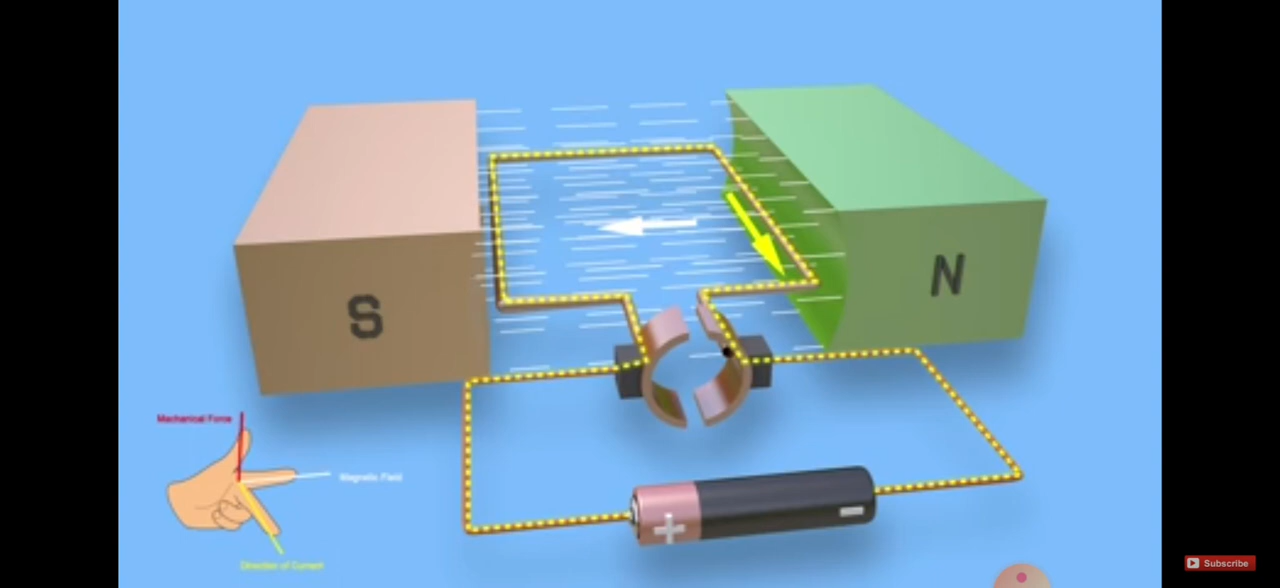 S
N
Mechanical Force
Magnetic Field
Direction of Current
+
-
Subscribe